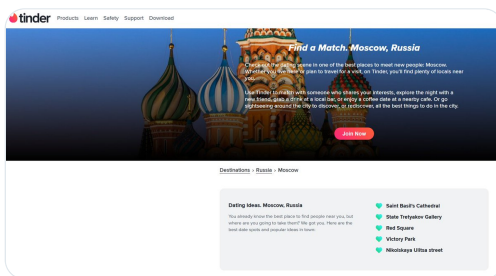 tinder Products Learn Safety Support Download
Find a Match. Moscow, Russia
Check out the dating scene in one of the best places to meet new people: Moscow.
Whether you live here or plan to travel for a visit, on Tinder, you'll find plenty of locals near
you.
Use Tinder to match with someone who shares your interests, explore the night with a
new friend, grab a drink at a local bar, or enjoy a coffee date at a nearby cafe. Or go
sightseeing around the city to discover, or rediscover, all the best things to do in the city.
Join Now
Destinations > Russia > Moscow
Dating Ideas. Moscow, Russia
You already know the best place to find people near you, but
where are you going to take them? We got you. Here are the
best date spots and popular ideas in town:
Saint Basil's Cathedral
State Tretyakov Gallery
Red Square
Victory Park
Nikolskaya Ulitsa street